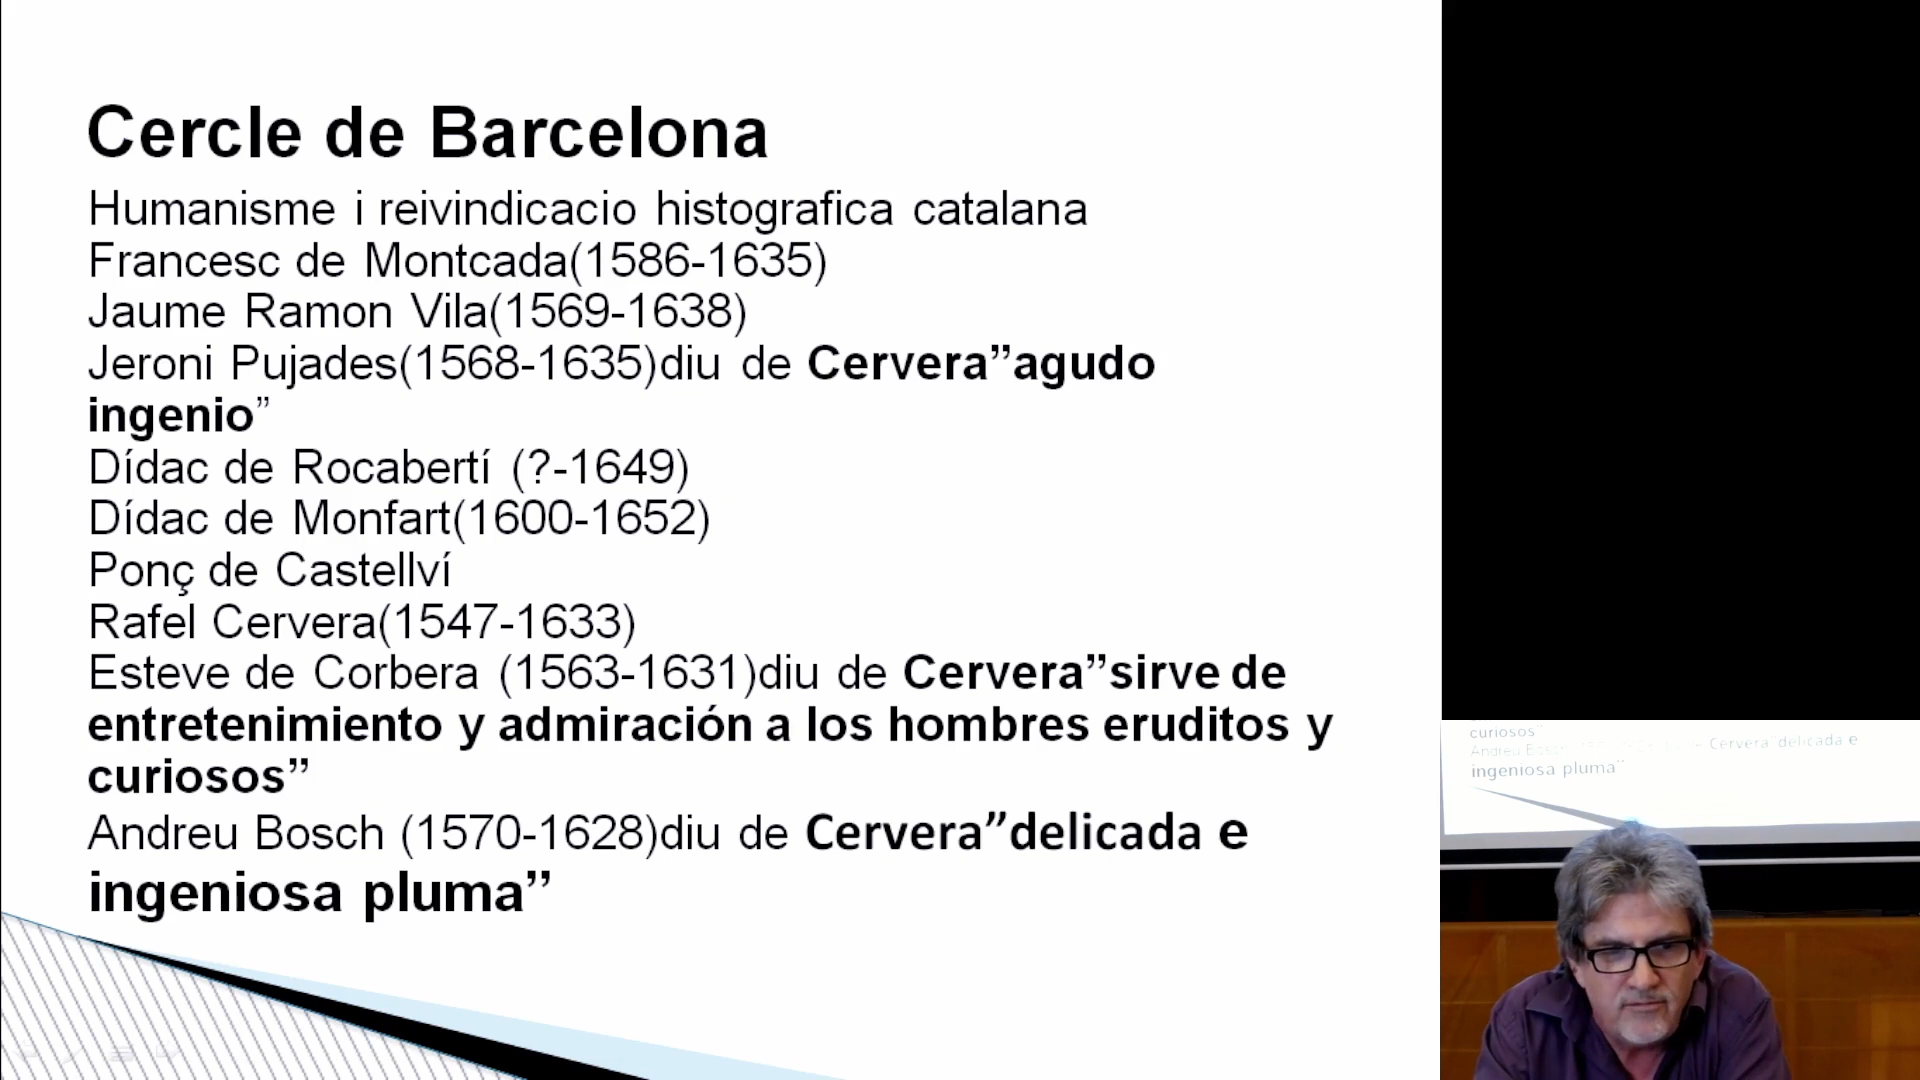 Cercle de Barcelona
Humanisme i reivindicacio histografica catalana
Francesc de Montcada(1586-1635)
Jaume Ramon Vila(1569-1638)
Jeroni Pujades(1568-1635)diu de Cervera”agudo
ingenio”
Dídac de Rocabertí (?-1649)
Dídac de Monfart(1600-1652)
Ponç de Castellví
Rafel Cervera(1547-1633)
Esteve de Corbera (1563-1631)diu de Cervera”sirve de
entretenimiento y admiración a los hombres eruditos y
curiosos”
Andreu Bosch (1570-1628)diu de Cervera”delicada e
ingeniosa pluma”
curiosos”
Andreu Bosch Cervera”delicada e
ingeniosa pluma”